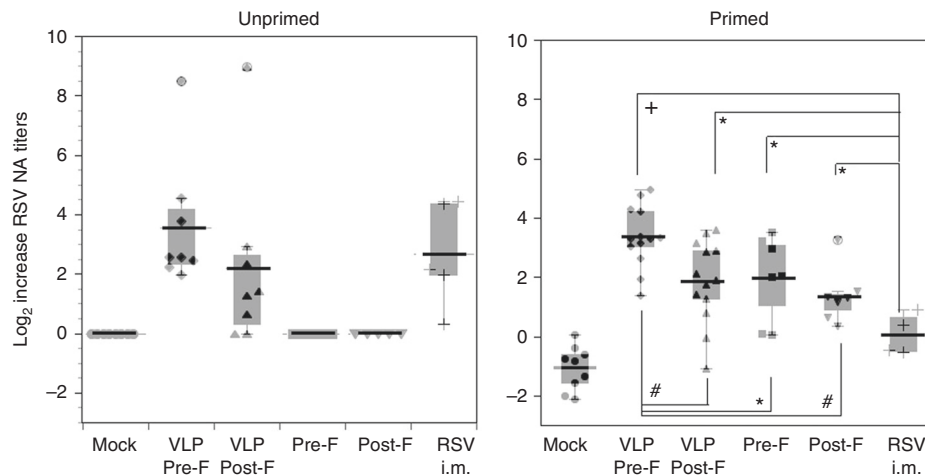 Unprimed
Primed
Log2 increase RSV NA titers
10
8
6
4
2
0
−2
Mock
VLP
Pre-F
VLP
Post-F
Pre-F
Post-F
RSV
i.m.
10
8
6
4
2
0
−2
+
*
*
*
#
*
#
Mock
VLP
Pre-F
VLP
Post-F
Pre-F
Post-F
RSV
i.m.